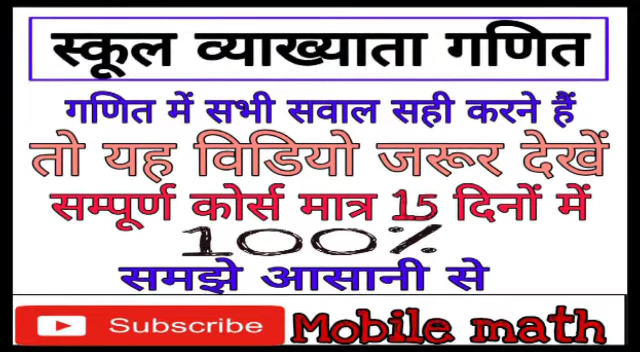 स्कूल व्याख्याता गणित
गणित में सभी सवाल सही करने हैं
तो यह विडियो जरूर देखें
सम्पूर्ण कोर्स मात्र 15 दिनों में
100%
समझे आसानी से
Subscribe Mobile math